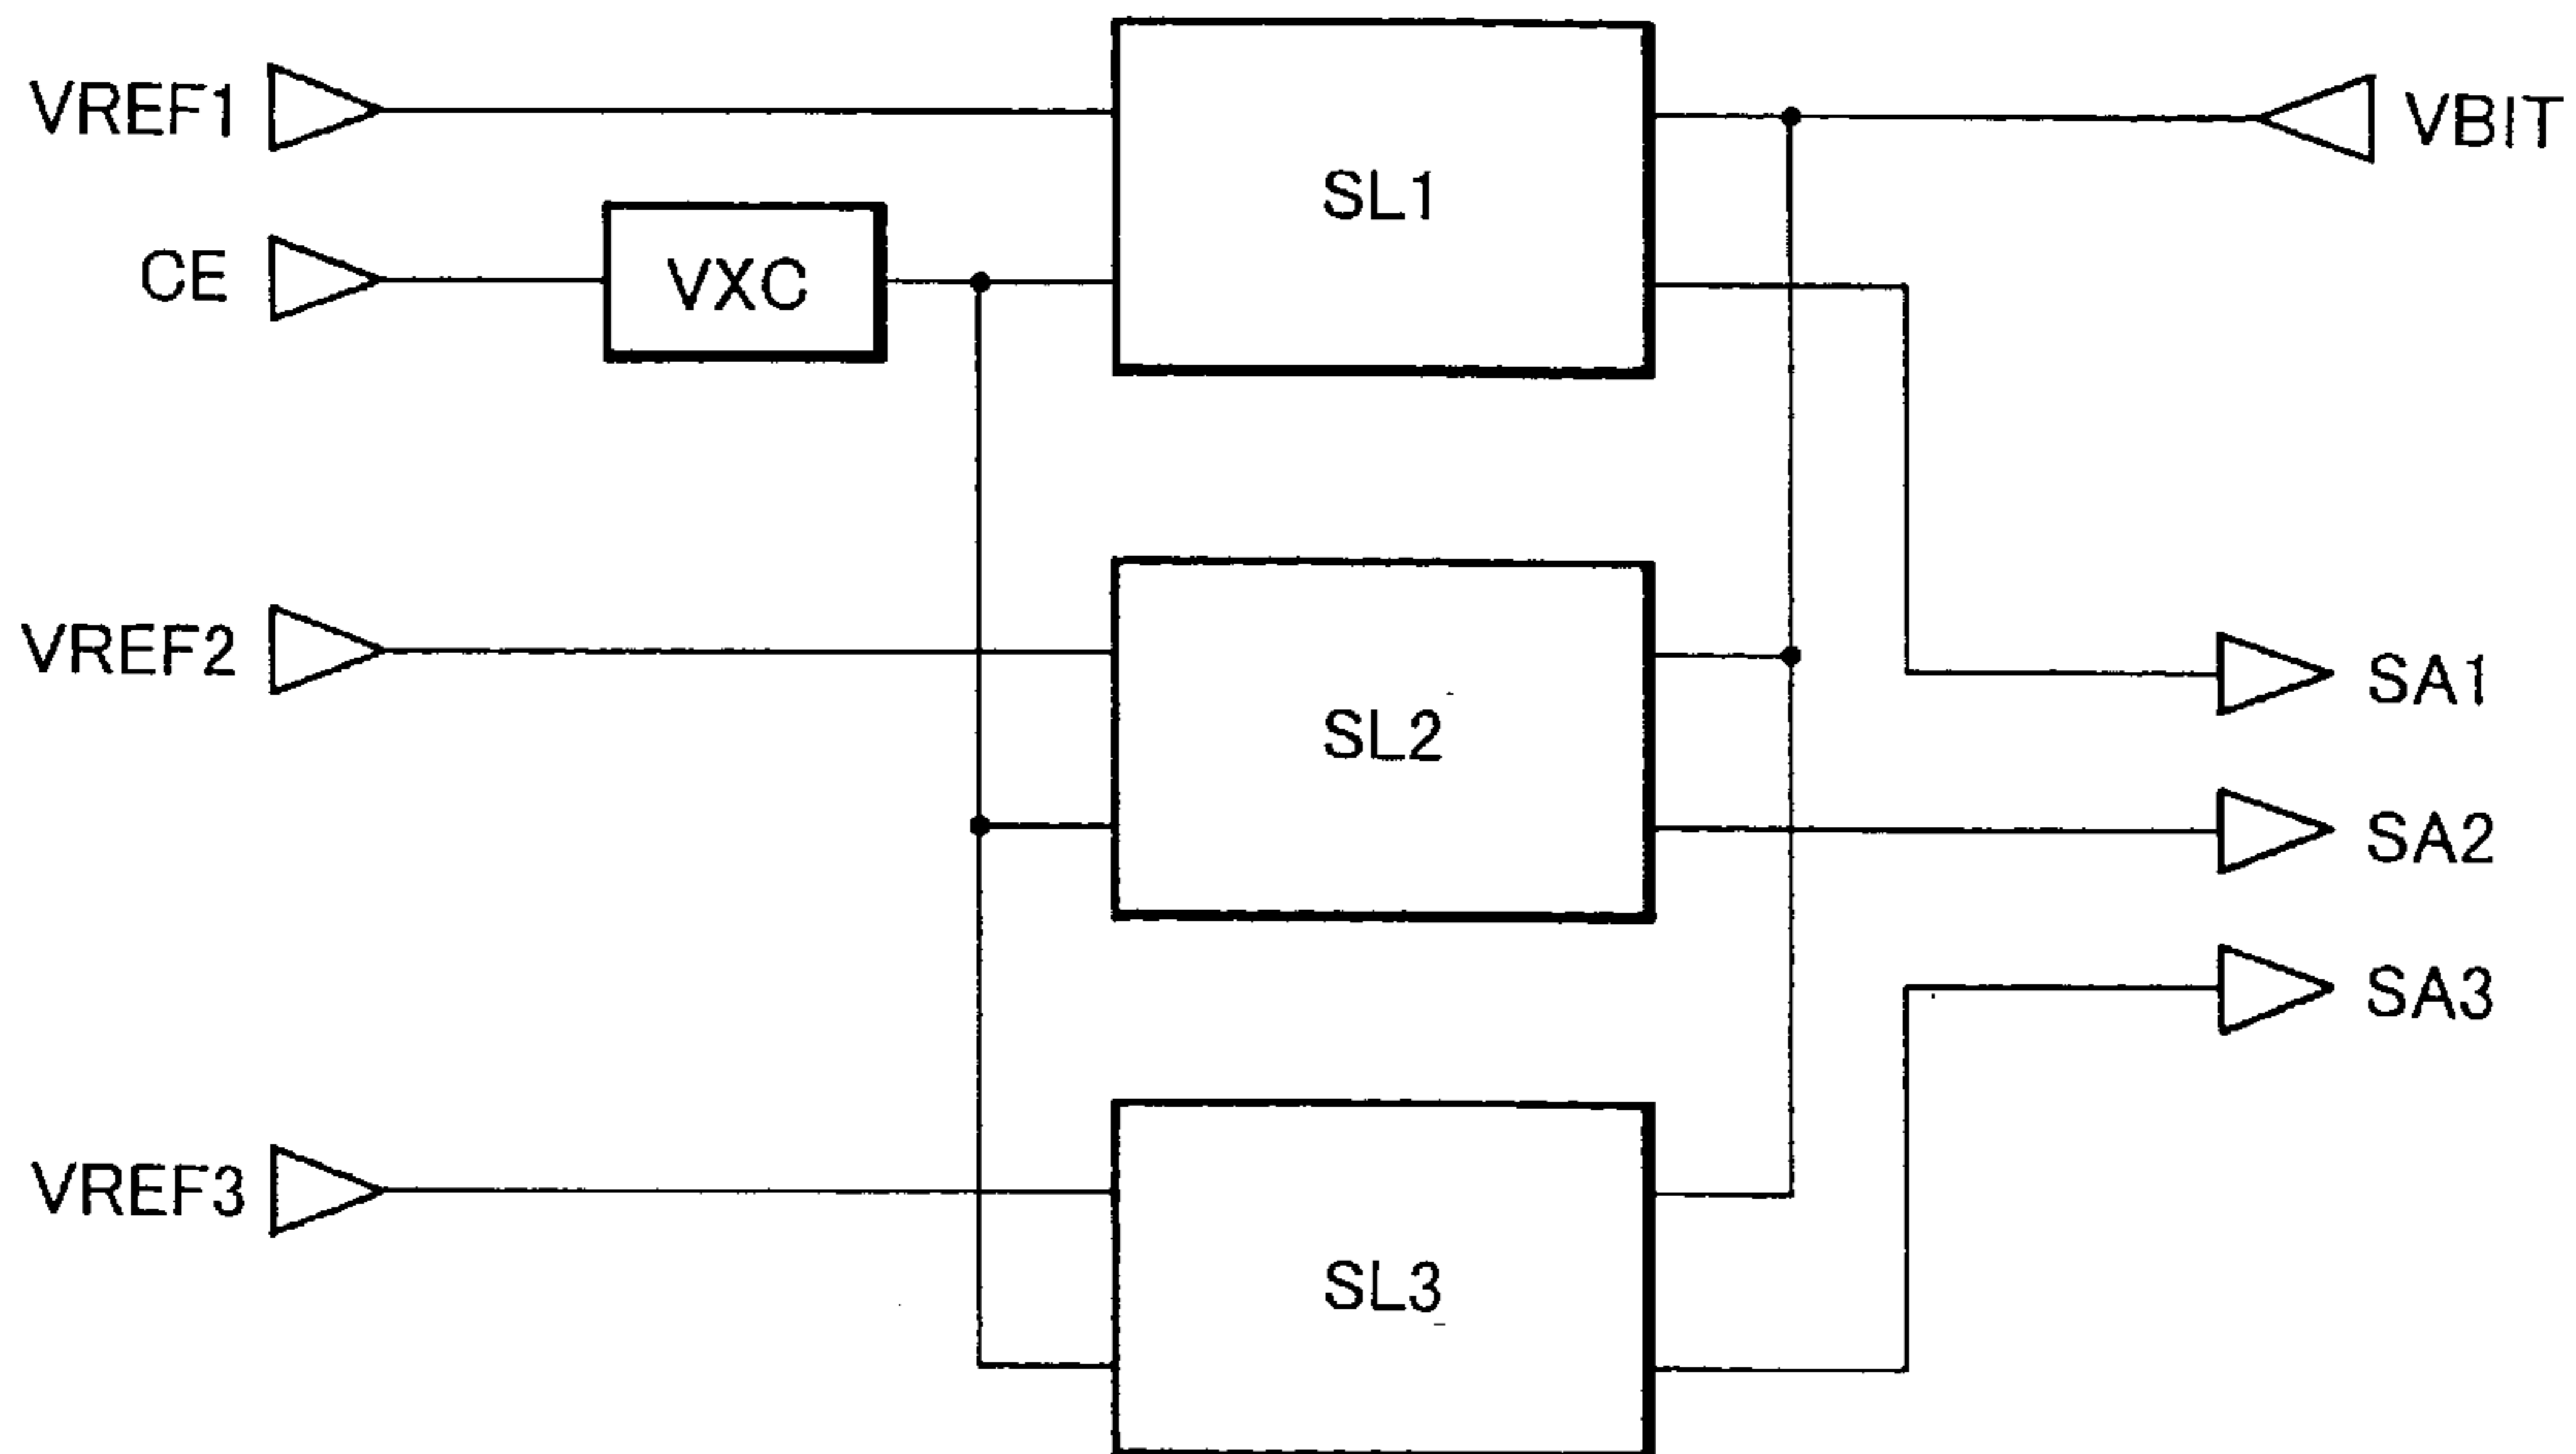 VREF1
SL1
VBIT
CE
VXC
VREF2
SL2
SA1
SA2
SA3
VREF3
SL3